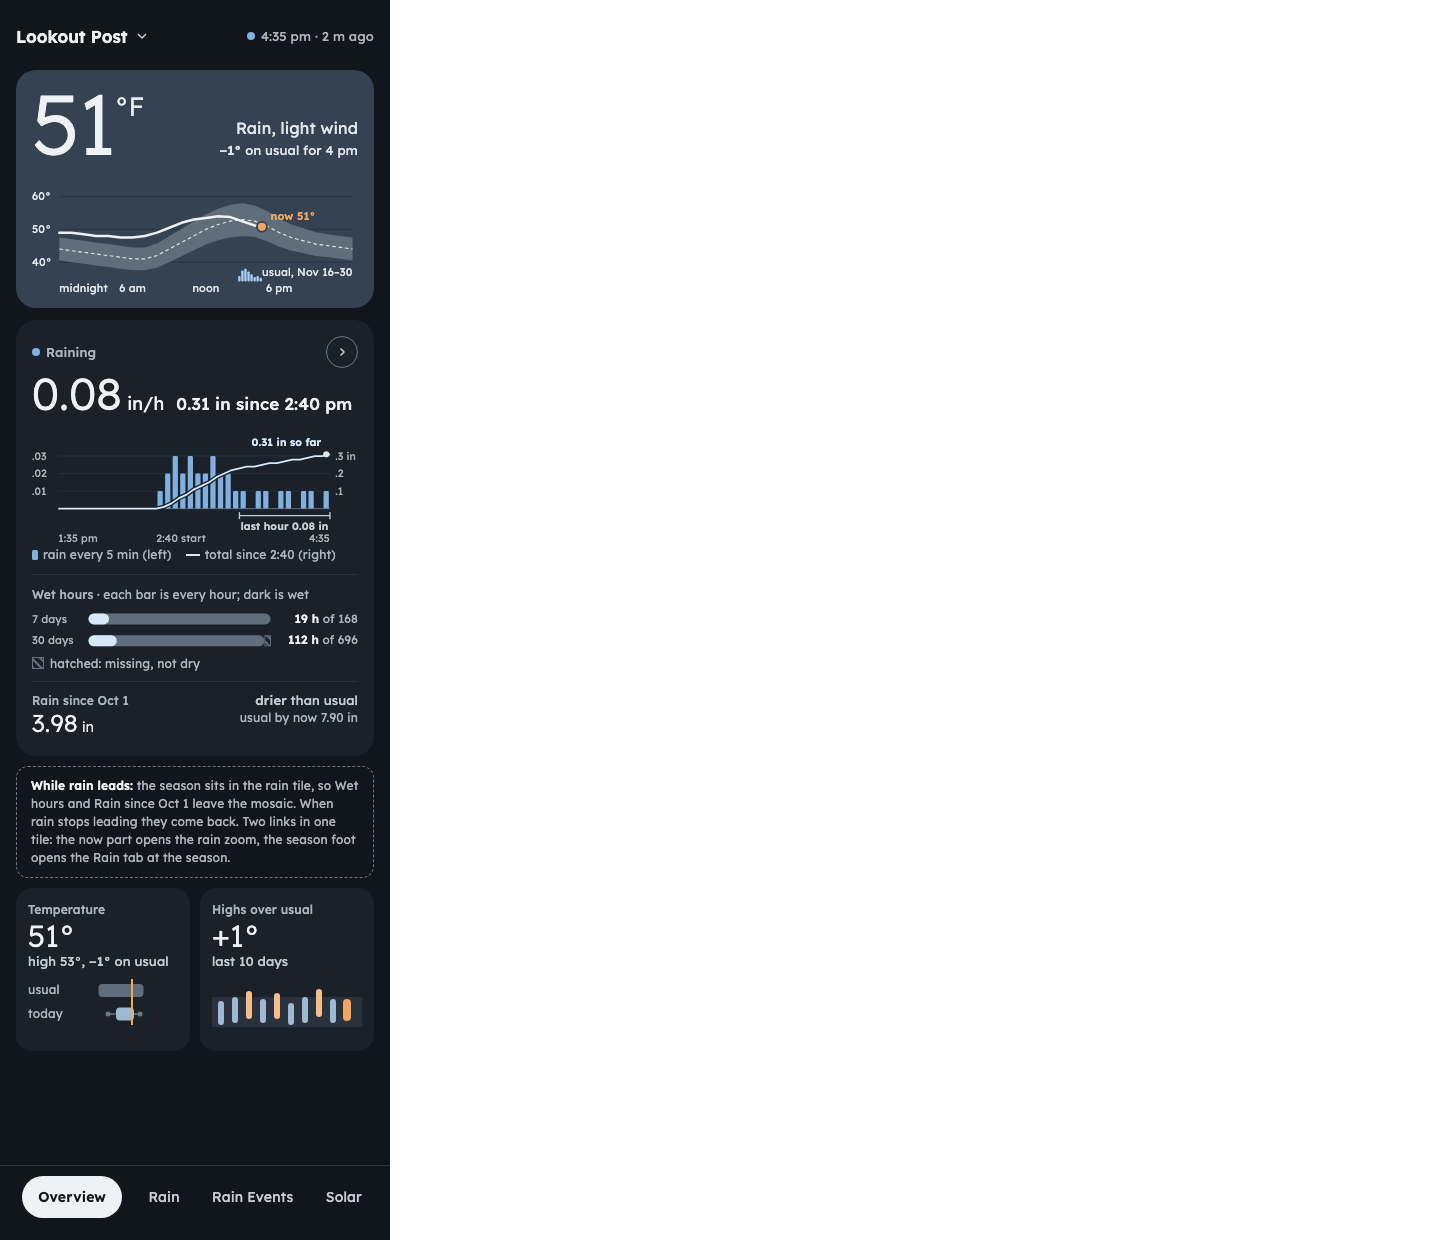 Lookout Post
4:35 pm · 2 m ago
51°F
Rain, light wind
−1° on usual for 4 pm
60°
50°
40°
now 51°
usual, Nov 16–30
midnight 6 am noon 6 pm
Raining
0.08 in/h 0.31 in since 2:40 pm
0.31 in so far
.03 .3 in
.02 .2
.01 .1
last hour 0.08 in
1:35 pm 2:40 start 4:35
rain every 5 min (left) total since 2:40 (right)
Wet hours · each bar is every hour; dark is wet
7 days 19 h of 168
30 days 112 h of 696
hatched: missing, not dry
Rain since Oct 1 drier than usual
3.98 in usual by now 7.90 in
While rain leads: the season sits in the rain tile, so Wet
hours and Rain since Oct 1 leave the mosaic. When
rain stops leading they come back. Two links in one
tile: the now part opens the rain zoom, the season foot
opens the Rain tab at the season.
Temperature
51°
high 53°, −1° on usual
usual
today
Highs over usual
+1°
last 10 days
Overview Rain Rain Events Solar